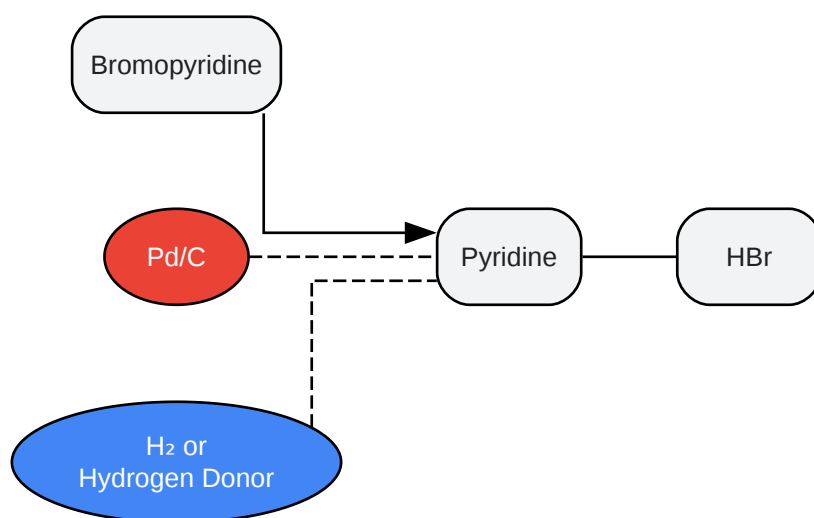 Bromopyridine
Pd/C
Pyridine
HBr
H₂ or
Hydrogen Donor